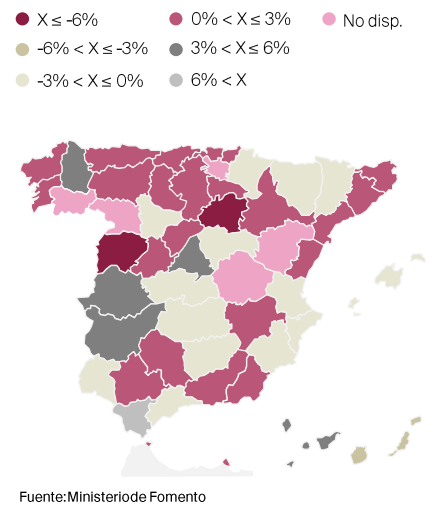 X ≤ -6%
0% < X ≤ 3%
No disp.
-6% < X ≤ -3%
3% < X ≤ 6%
-3% < X ≤ 0%
6% < X
Fuente: Ministerio de Fomento